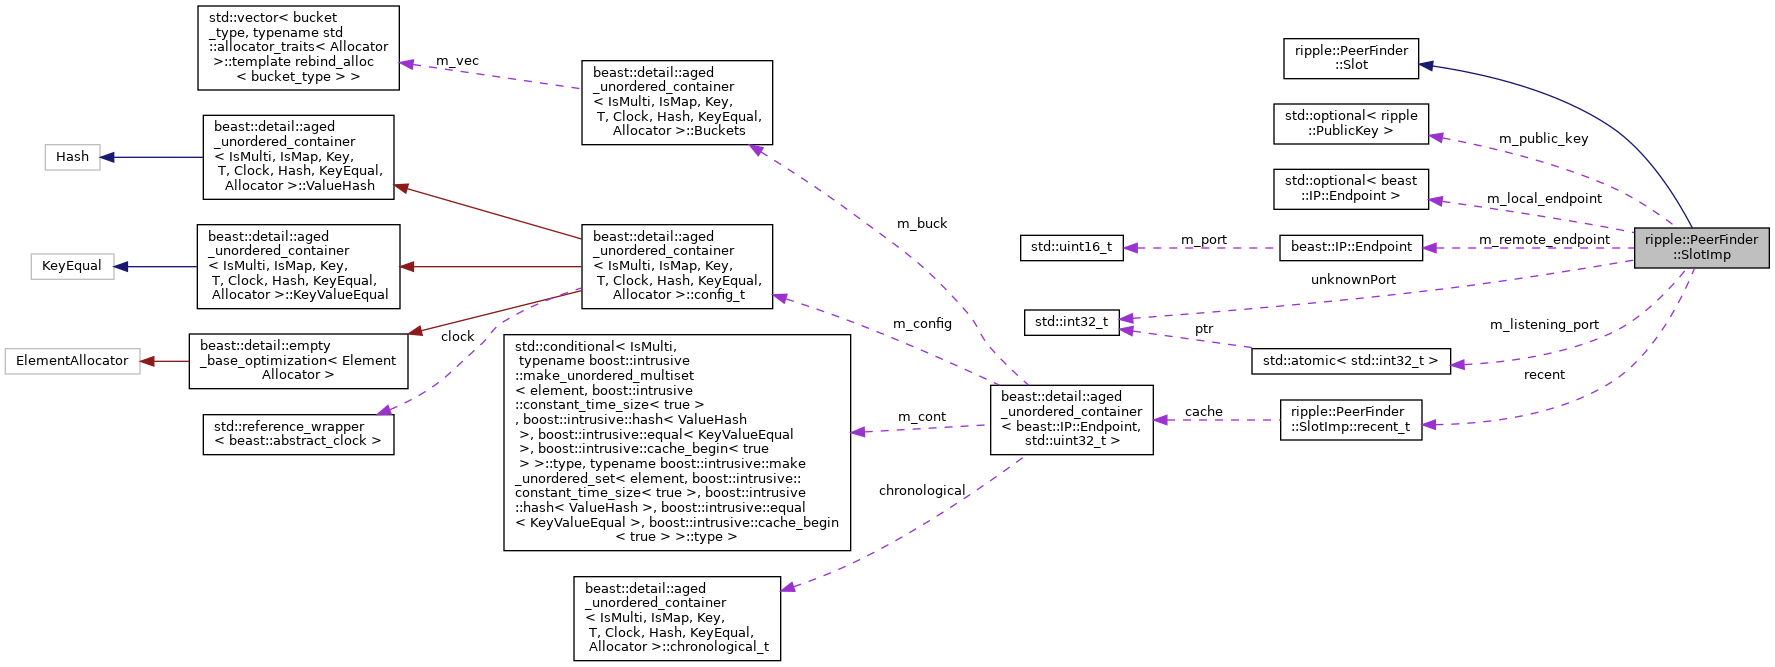 std::vector< bucket
_type, typename std
::allocator_traits< Allocator
>::template rebind_alloc
< bucket_type > >
m_vec
beast::detail::aged
_unordered_container
< IsMulti, IsMap, Key,
T, Clock, Hash, KeyEqual,
Allocator >::Buckets
Hash
beast::detail::aged
_unordered_container
< IsMulti, IsMap, Key,
T, Clock, Hash, KeyEqual,
Allocator >::ValueHash
KeyEqual
beast::detail::aged
_unordered_container
< IsMulti, IsMap, Key,
T, Clock, Hash, KeyEqual,
Allocator >::KeyValueEqual
beast::detail::aged
_unordered_container
< IsMulti, IsMap, Key,
T, Clock, Hash, KeyEqual,
Allocator >::config_t
ElementAllocator
beast::detail::empty
_base_optimization< Element
Allocator >
clock
std::reference_wrapper
< beast::abstract_clock >
std::conditional< IsMulti,
typename boost::intrusive
::make_unordered_multiset
< element, boost::intrusive
::constant_time_size< true >
, boost::intrusive::hash< ValueHash
>, boost::intrusive::equal< KeyValueEqual
>, boost::intrusive::cache_begin< true
> >::type, typename boost::intrusive::make
_unordered_set< element, boost::intrusive::
constant_time_size< true >, boost::intrusive
::hash< ValueHash >, boost::intrusive::equal
< KeyValueEqual >, boost::intrusive::cache_begin
< true > >::type >
beast::detail::aged
_unordered_container
< IsMulti, IsMap, Key,
T, Clock, Hash, KeyEqual,
Allocator >::chronological_t
m_buck
m_config
m_cont
chronological
beast::detail::aged
_unordered_container
< beast::IP::Endpoint,
std::uint32_t >
cache
ripple::PeerFinder
::SlotImp::recent_t
recent
ripple::PeerFinder
::Slot
std::optional< ripple
::PublicKey >
m_public_key
std::optional< beast
::IP::Endpoint >
m_local_endpoint
std::uint16_t
m_port
beast::IP::Endpoint
m_remote_endpoint
unknownPort
std::int32_t
ptr
std::atomic< std::int32_t >
m_listening_port
ripple::PeerFinder
::SlotImp